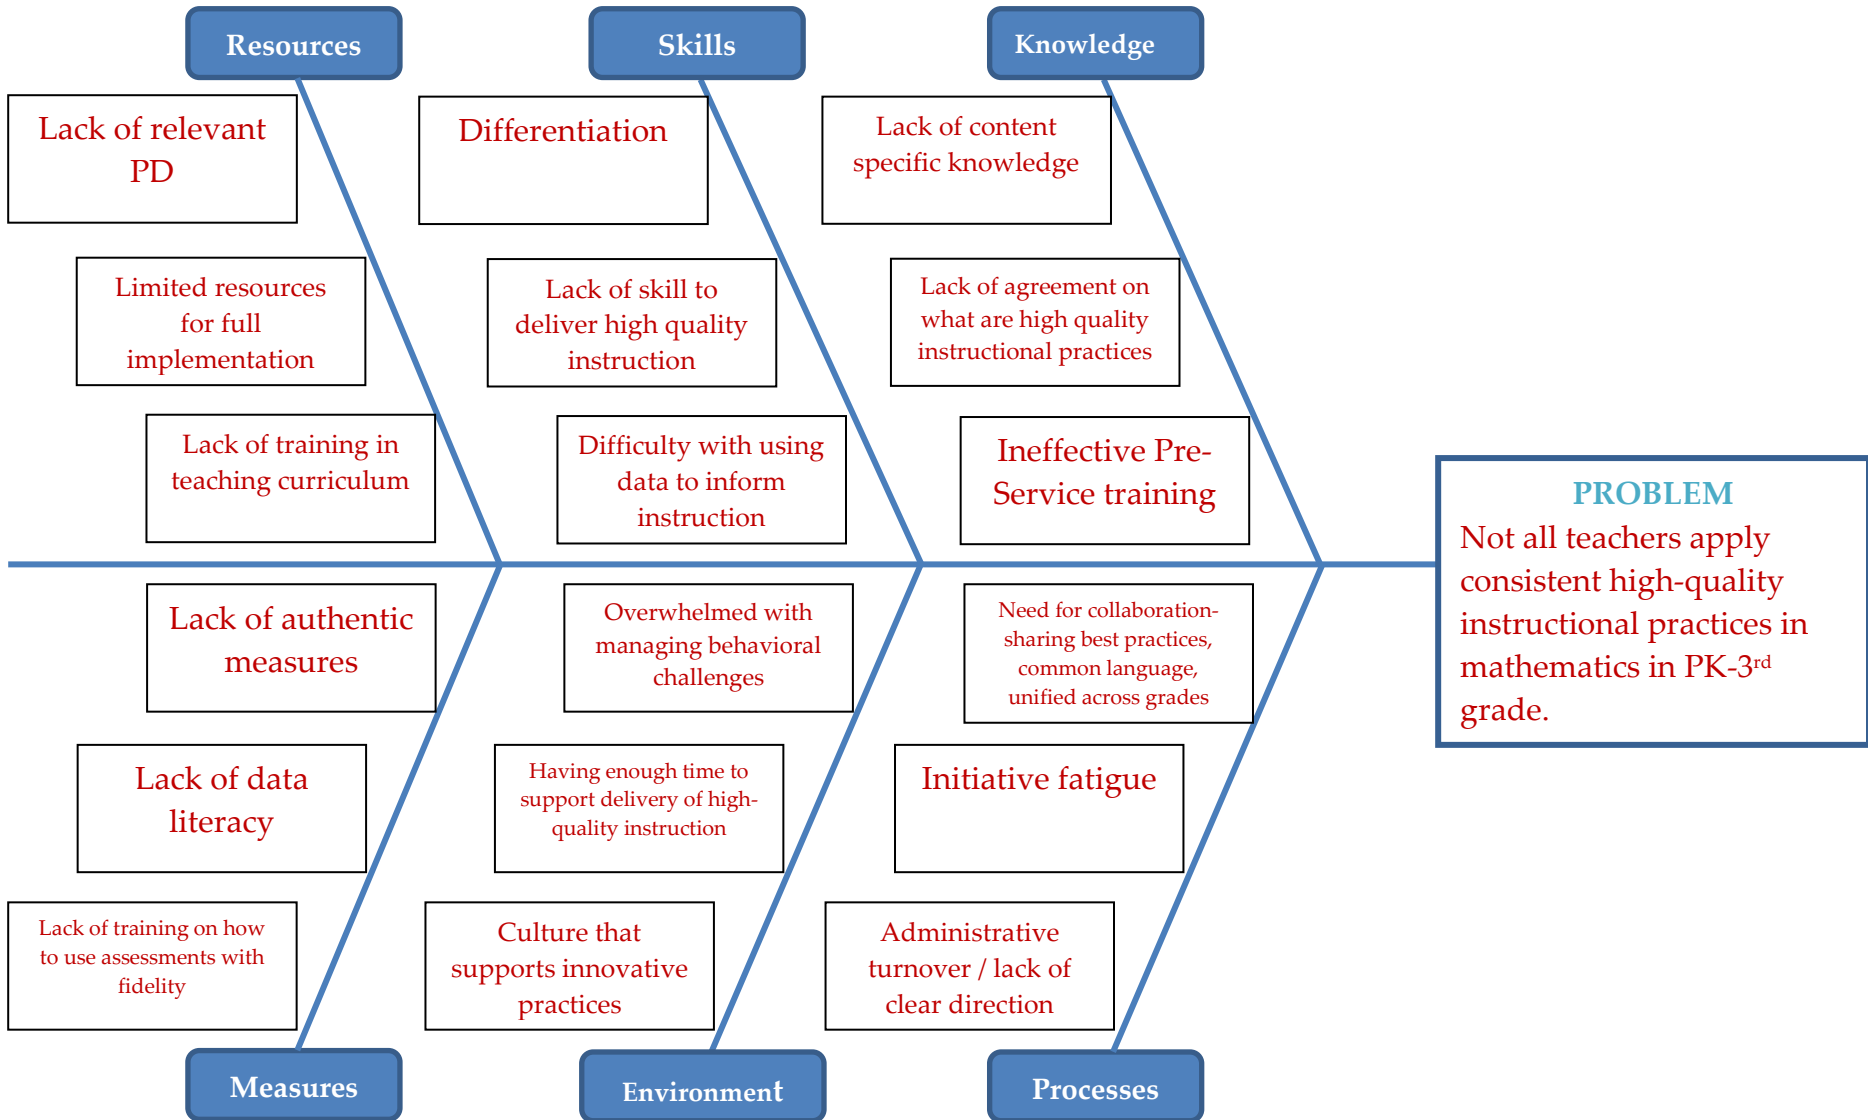 Resources
Skills
Knowledge
Lack of relevant
PD
Differentiation
Lack of content
specific knowledge
Limited resources
for full
implementation
Lack of skill to
deliver high quality
instruction
Lack of agreement on
what are high quality
instructional practices
Lack of training in
teaching curriculum
Difficulty with using
data to inform
instruction
Ineffective Pre-
Service training
PROBLEM
Not all teachers apply
consistent high-quality
instructional practices in
mathematics in PK-3rd
grade.
Lack of authentic
measures
Overwhelmed with
managing behavioral
challenges
Need for collaboration-
sharing best practices,
common language,
unified across grades
Lack of data
literacy
Having enough time to
support delivery of high-
quality instruction
Initiative fatigue
Lack of training on how
to use assessments with
fidelity
Culture that
supports innovative
practices
Administrative
turnover / lack of
clear direction
Measures
Environment
Processes